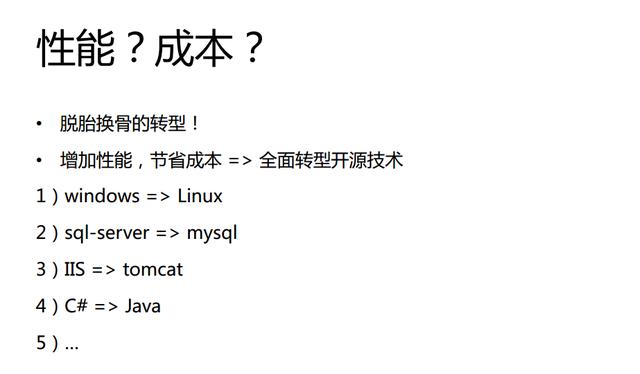 性能？成本？
• 脱胎换骨的转型！
• 增加性能，节省成本 => 全面转型开源技术
1）windows => Linux
2）sql-server => mysql
3）IIS => tomcat
4）C# => Java
5）...